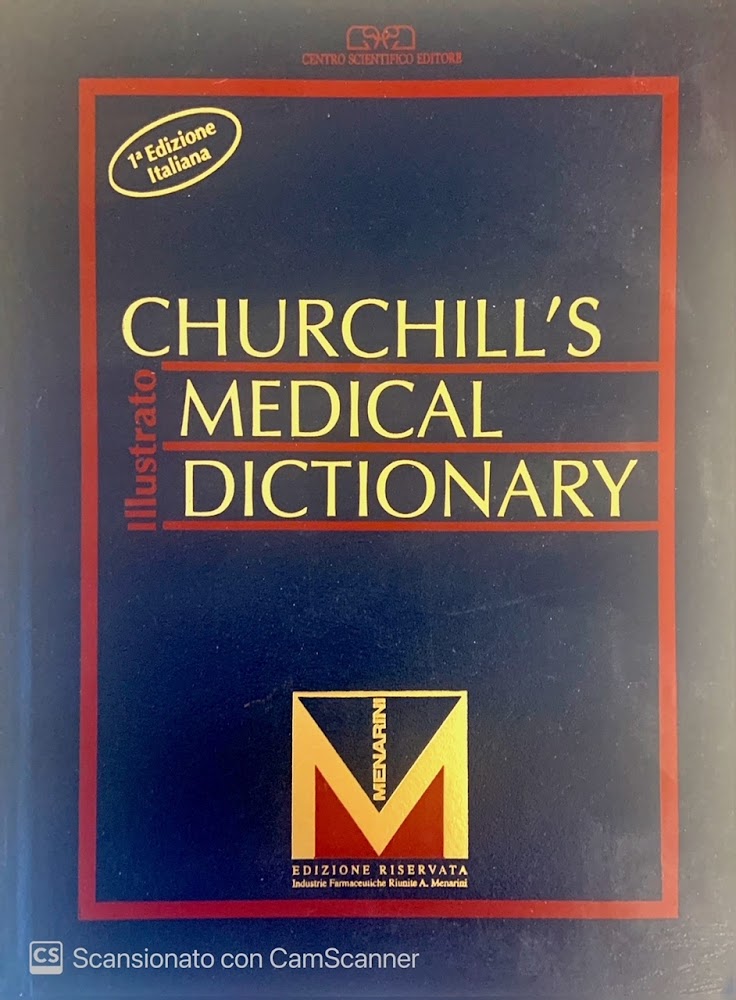 CENTRO SCIENTIFICO EDITORE
1ª Edizione
Italiana
CHURCHILL'S
Illustrato
MEDICAL
DICTIONARY
MENARINI
EDIZIONE RISERVATA
Industrie Farmaceutiche Riunite A. Menarini
CS Scansionato con CamScanner